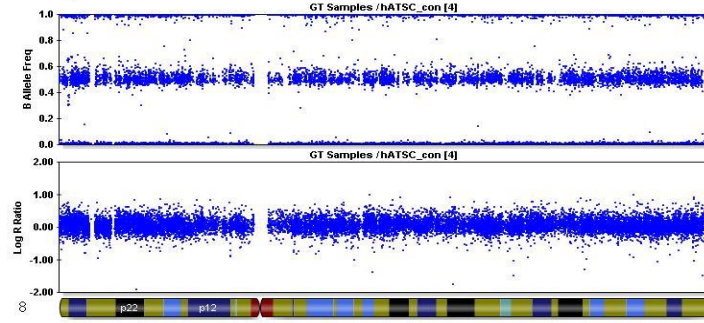 GT Samples /hATSC_con [4]
B Allele Freq
1.0
0.8
0.6
0.4
0.2
0.0
GT Samples /hATSC_con [4]
Log R Ratio
2.00
1.00
0.00
-1.00
-2.00
8
p22
p12